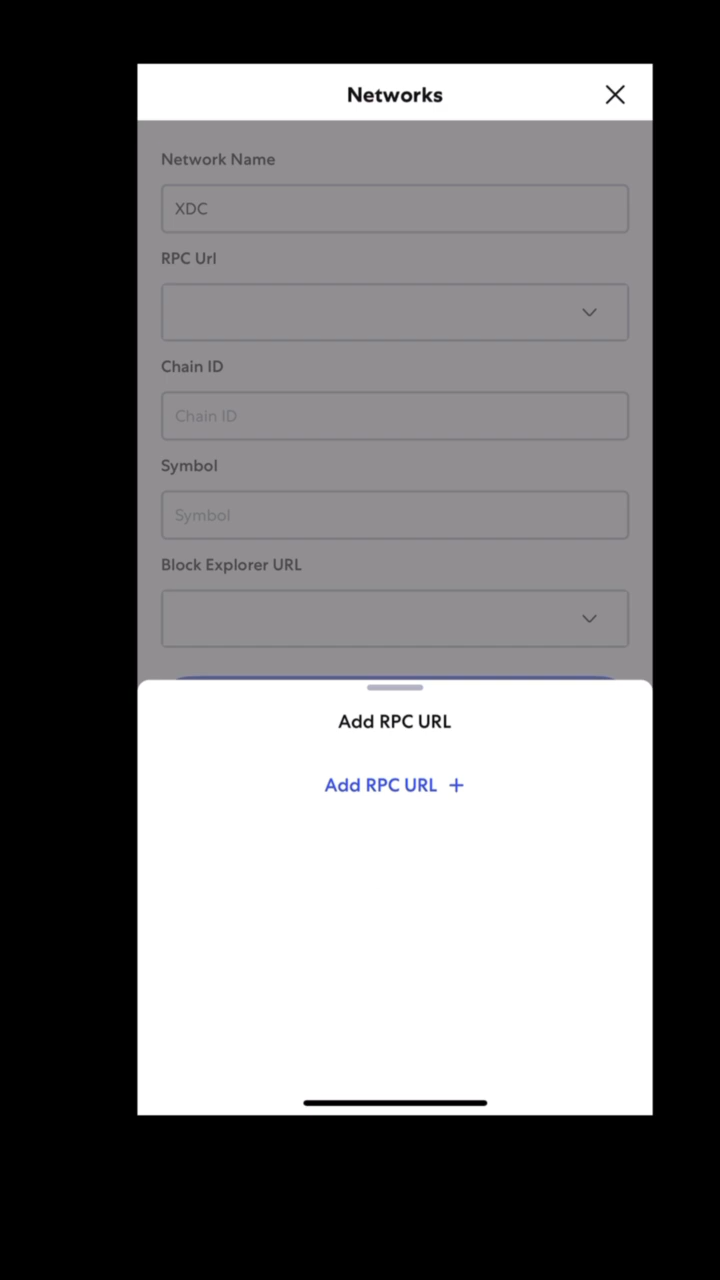 Networks
Network Name
XDC
RPC Url
Chain ID
Chain ID
Symbol
Symbol
Block Explorer URL
Add RPC URL
Add RPC URL +